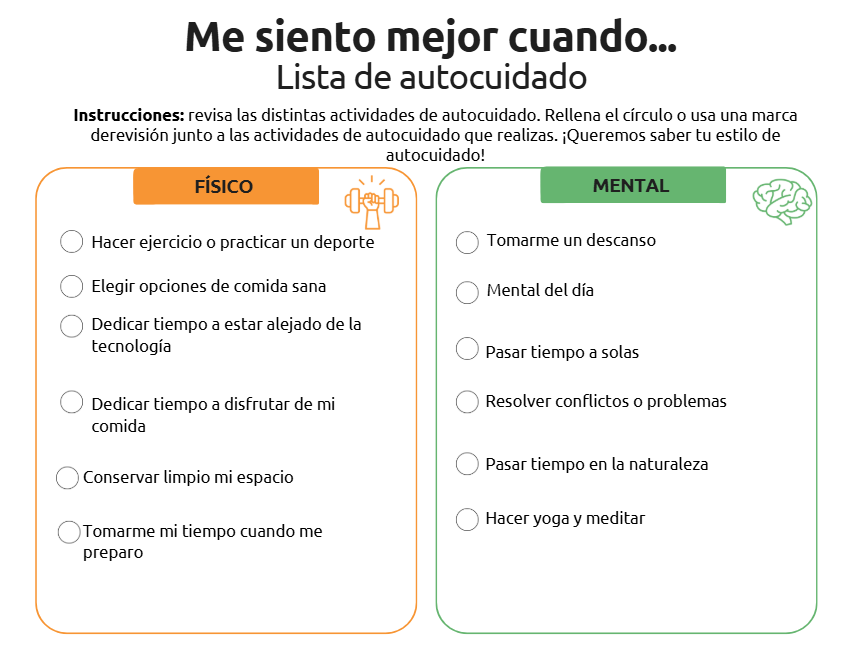 Me siento mejor cuando...
Lista de autocuidado
Instrucciones: revisa las distintas actividades de autocuidado. Rellena el círculo o usa una marca
derevisión junto a las actividades de autocuidado que realizas. ¡Queremos saber tu estilo de
autocuidado!
FÍSICO
Hacer ejercicio o practicar un deporte
Elegir opciones de comida sana
Dedicar tiempo a estar alejado de la
tecnología
Dedicar tiempo a disfrutar de mi
comida
Conservar limpio mi espacio
Tomarme mi tiempo cuando me
preparo
MENTAL
Tomarme un descanso
Mental del día
Pasar tiempo a solas
Resolver conflictos o problemas
Pasar tiempo en la naturaleza
Hacer yoga y meditar